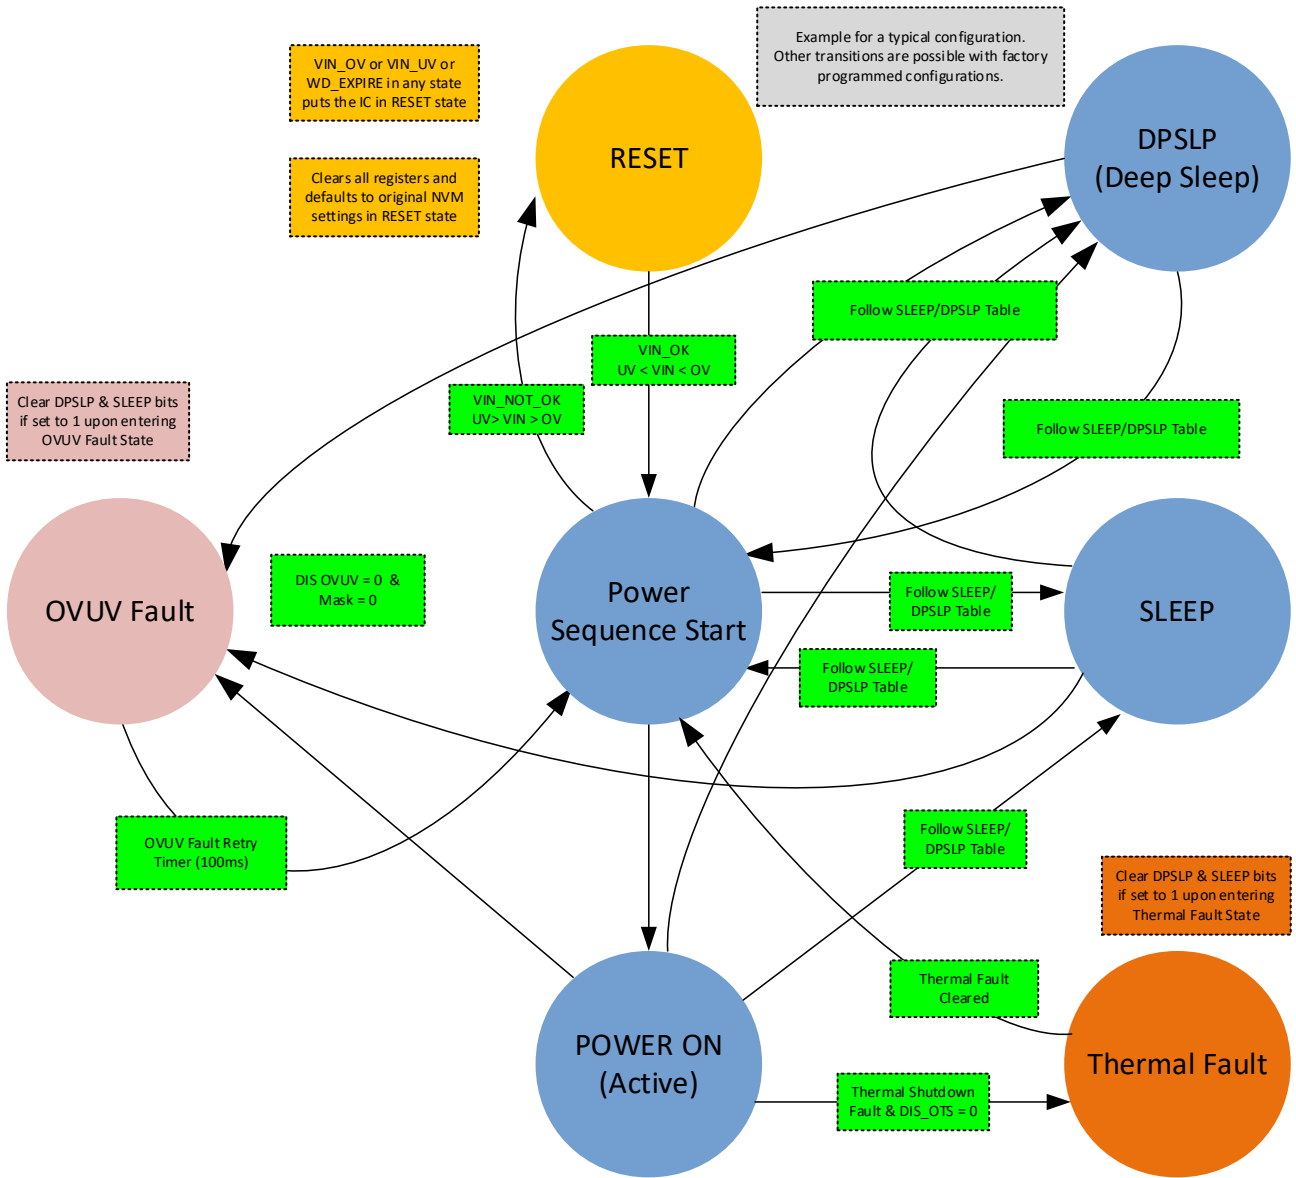 VIN_OV or VIN_UV or
WD_EXPIRE in any state
puts the IC in RESET state
Clears all registers and
defaults to original NVM
settings in RESET state
RESET
Example for a typical configuration.
Other transitions are possible with factory
programmed configurations.
DPSLP
(Deep Sleep)
Follow SLEEP/DPSLP Table
VIN_OK
UV < VIN < OV
VIN_NOT_OK
UV> VIN > OV
Follow SLEEP/DPSLP Table
Clear DPSLP & SLEEP bits
if set to 1 upon entering
OVUV Fault State
OVUV Fault
DIS OVUV = 0 &
Mask = 0
Power
Sequence Start
Follow SLEEP/
DPSLP Table
SLEEP
Follow SLEEP/
DPSLP Table
OVUV Fault Retry
Timer (100ms)
Follow SLEEP/
DPSLP Table
Clear DPSLP & SLEEP bits
if set to 1 upon entering
Thermal Fault State
Thermal Fault
Cleared
POWER ON
(Active)
Thermal Shutdown
Fault & DIS_OTS = 0
Thermal Fault